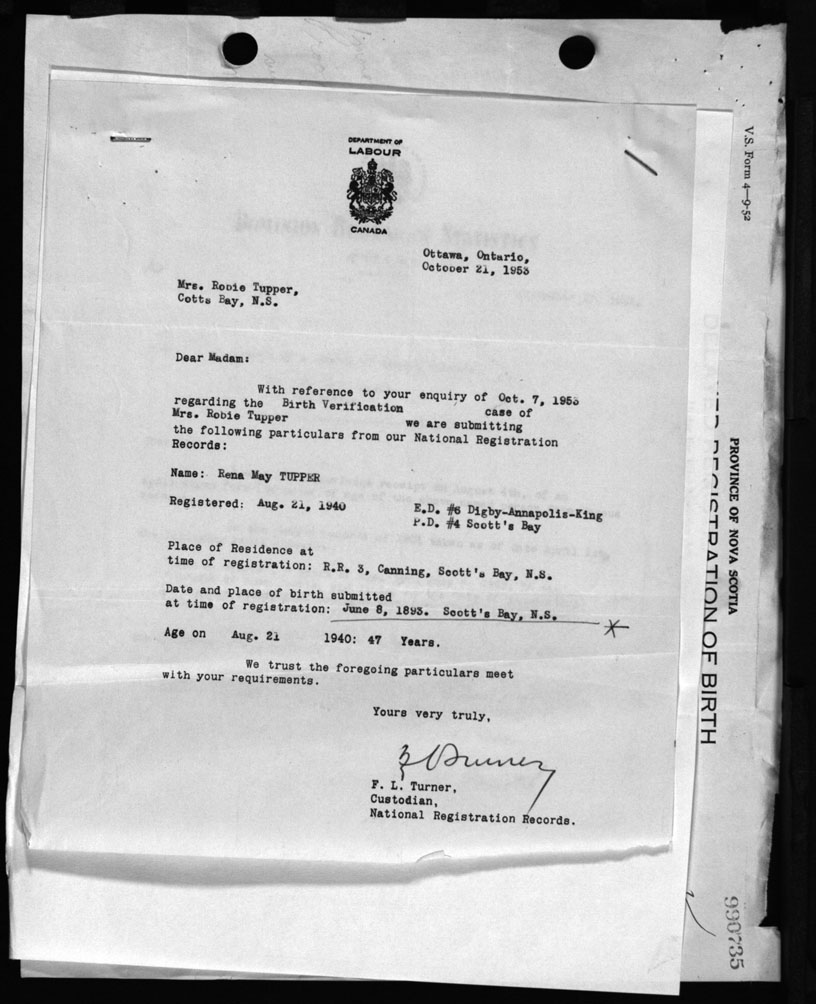 DEPARTMENT OF
LABOUR
CANADA
Ottawa, Ontario,
October 21, 1953
Mrs. Robie Tupper,
Cotts Bay, N.S.
Dear Madam:
With reference to your enquiry of Oct. 7, 1953
regarding the Birth Verification case of
Mrs. Robie Tupper we are submitting
the following particulars from our National Registration
Records:
Name: Rena May TUPPER
Registered: Aug. 21, 1940 E.D. #6 Digby-Annapolis-King
P.D. #4 Scott's Bay
Place of Residence at
time of registration: R.R. 3, Canning, Scott's Bay, N.S.
Date and place of birth submitted
at time of registration: June 8, 1893. Scott's Bay, N.S.
Age on Aug. 21 1940: 47 Years.
We trust the foregoing particulars meet
with your requirements.
Yours very truly,
F. L. Turner,
Custodian,
National Registration Records.
V.S. Form 4—9-52
PROVINCE OF NOVA SCOTIA
REGISTRATION OF BIRTH
990735